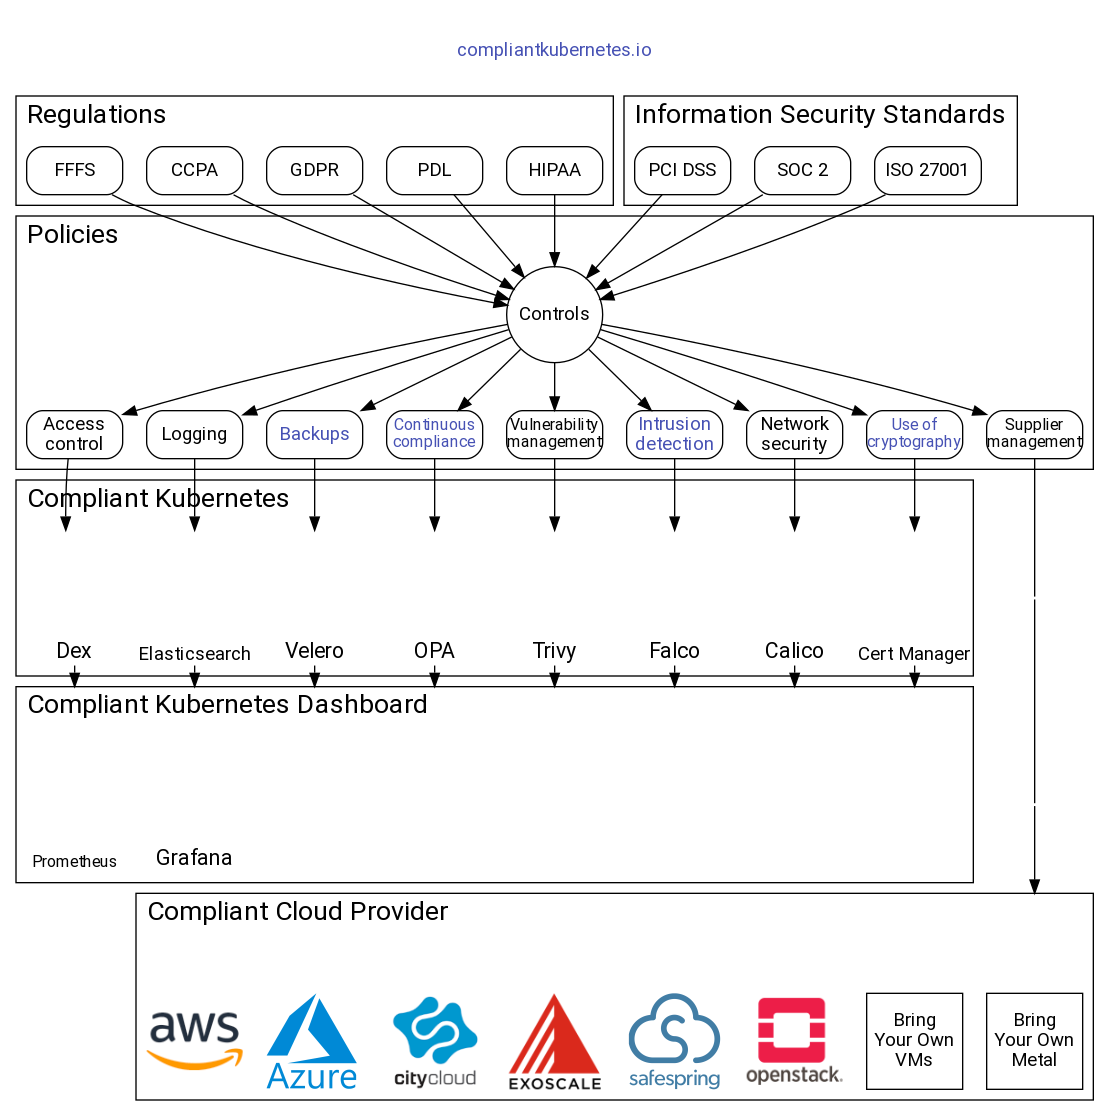 compliantkubernetes.io
Regulations
Information Security Standards
FFFS
CCPA
GDPR
PDL
HIPAA
PCI DSS
SOC 2
ISO 27001
Policies
Controls
Access
control
Logging
Backups
Continuous
compliance
Vulnerability
management
Intrusion
detection
Network
security
Use of
cryptography
Supplier
management
Compliant Kubernetes
Dex
Elasticsearch
Velero
OPA
Trivy
Falco
Calico
Cert Manager
Compliant Kubernetes Dashboard
Prometheus
Grafana
Compliant Cloud Provider
aws
Azure
citycloud
EXOSCALE
safespring
openstack.
Bring
Your Own
VMs
Bring
Your Own
Metal